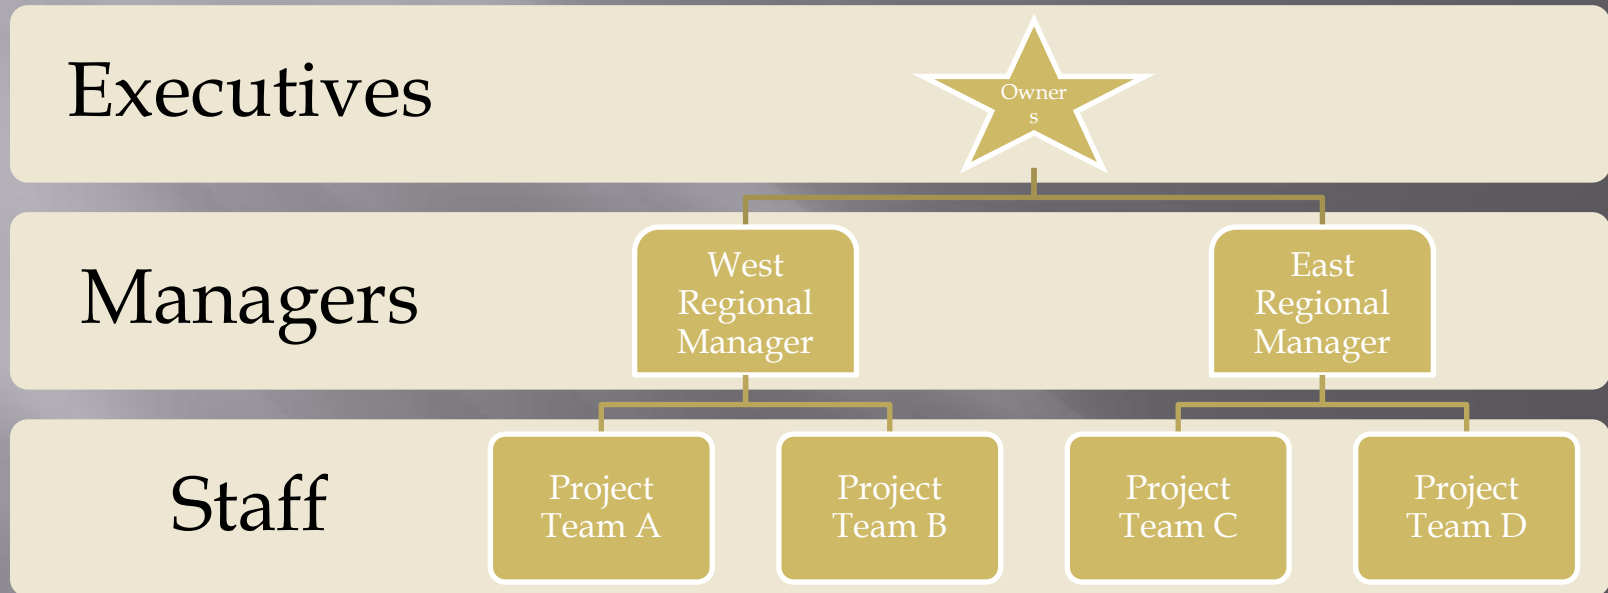 Executives
Owner
s
Managers
West
Regional
Manager
East
Regional
Manager
Staff
Project
Team A
Project
Team B
Project
Team C
Project
Team D